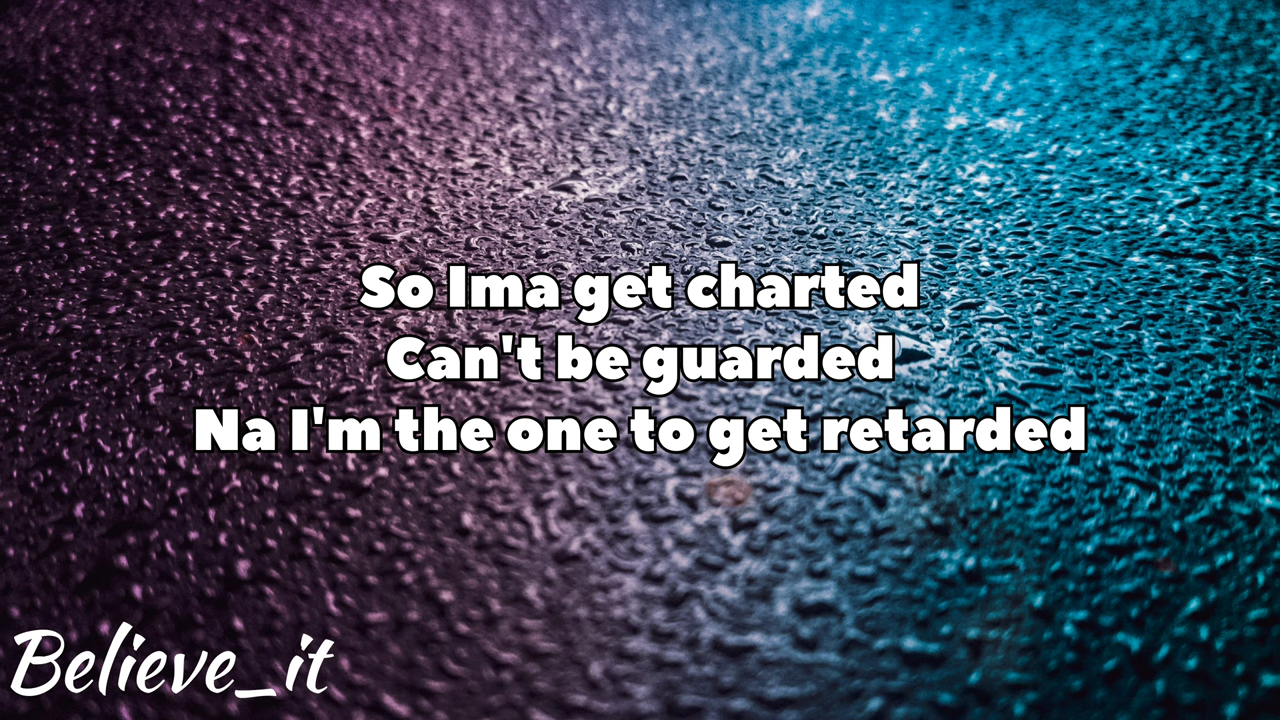 So Ima get charted
Can't be guarded
Na I'm the one to get retarded
Believe_it